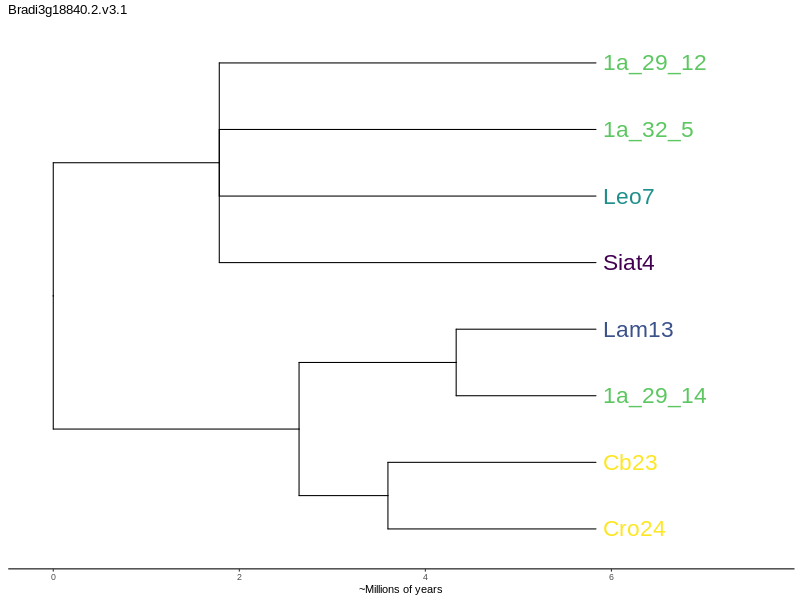 Bradi3g18840.2.v3.1
1a_29_12
1a_32_5
Leo7
Siat4
Lam13
1a_29_14
Cb23
Cro24
0 2 4 6
~Millions of years